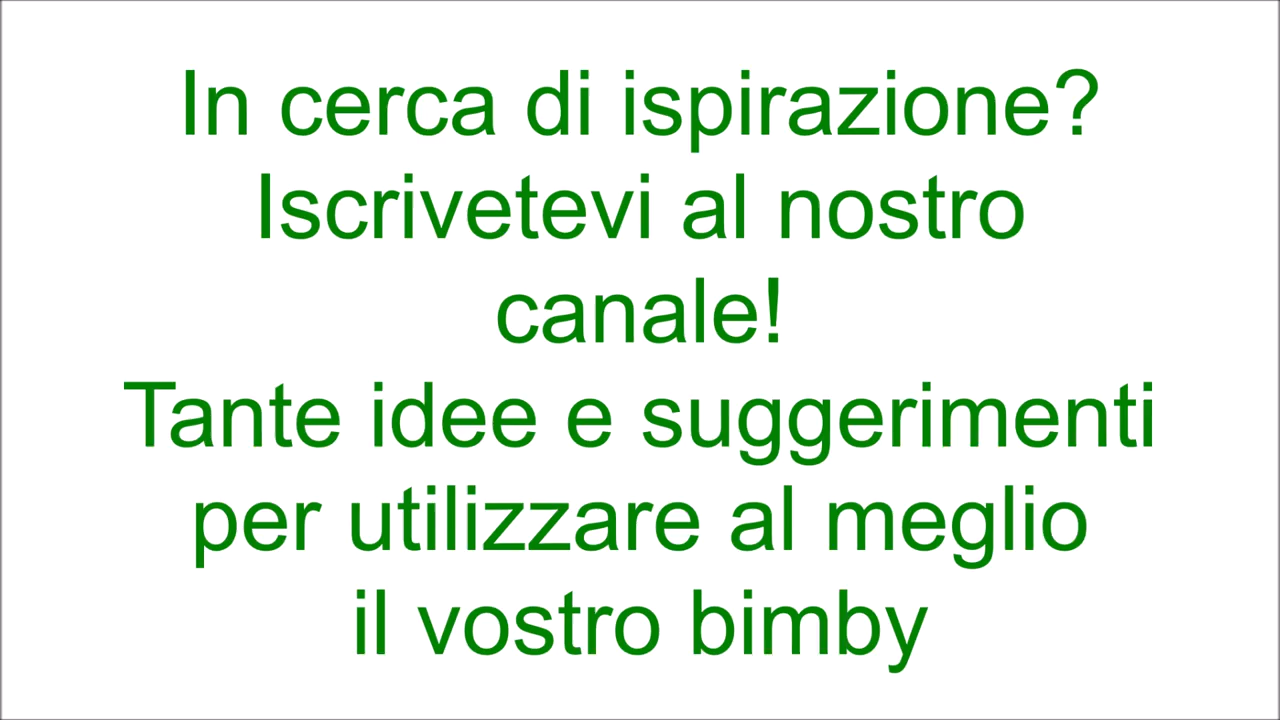 In cerca di ispirazione?
Iscrivetevi al nostro
canale!
Tante idee e suggerimenti
per utilizzare al meglio
il vostro bimby